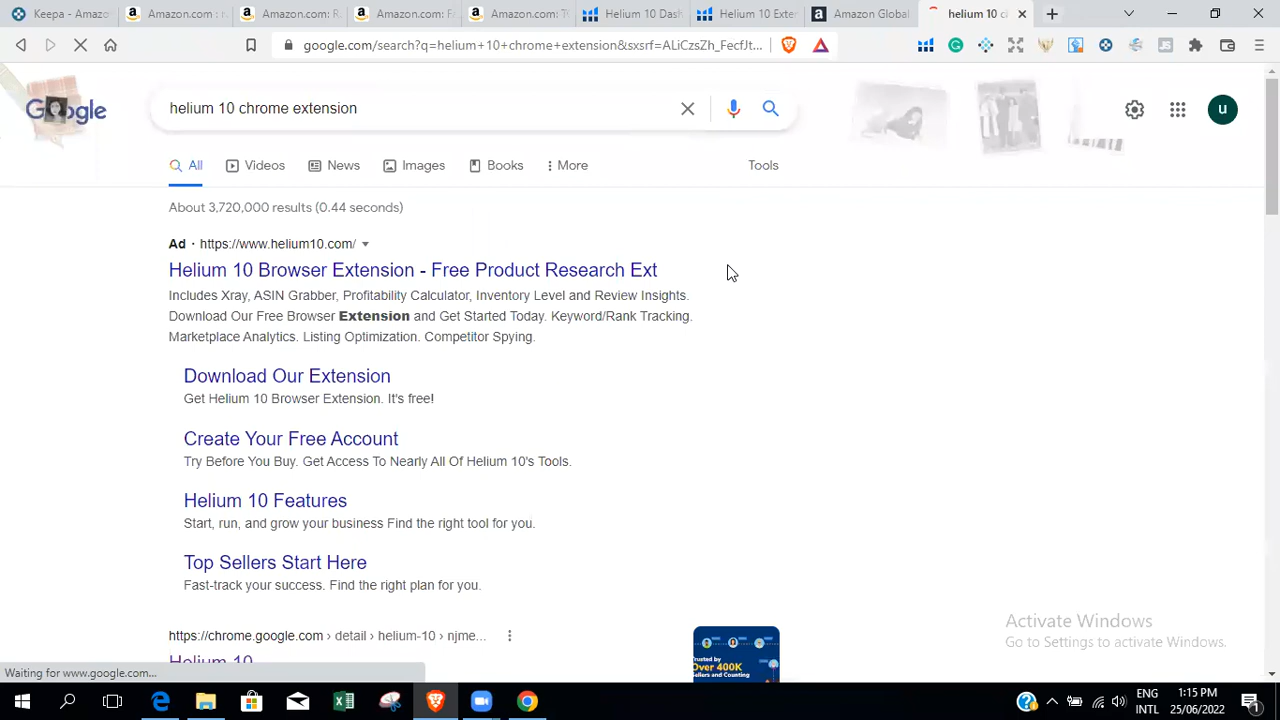 Keepa - Amazo
Amazon.com: v
Amazon.com: R
Amazon.com: Fe
Amazon.com: TC
Helium 10 Dash
Helium 10 Exter
Amazon Global
helium 10 c
google.com/search?q=helium+10+chrome+extension&sxsrf=ALiCzsZh_FecfJt...
Google
helium 10 chrome extension
u
All
Videos
News
Images
Books
More
Tools
About 3,720,000 results (0.44 seconds)
Ad · https://www.helium10.com/
Helium 10 Browser Extension - Free Product Research Ext
Includes Xray, ASIN Grabber, Profitability Calculator, Inventory Level and Review Insights.
Download Our Free Browser Extension and Get Started Today. Keyword/Rank Tracking.
Marketplace Analytics. Listing Optimization. Competitor Spying.
Download Our Extension
Get Helium 10 Browser Extension. It's free!
Create Your Free Account
Try Before You Buy. Get Access To Nearly All Of Helium 10's Tools.
Helium 10 Features
Start, run, and grow your business Find the right tool for you.
Top Sellers Start Here
Fast-track your success. Find the right plan for you.
https://chrome.google.com › detail › helium-10 › njme...
Helium 10
Trusted by
Over 400K
Sellers and Counting
Activate Windows
Go to Settings to activate Windows.
Waiting for www.google.com...
ENG
INTL
1:15 PM
25/06/2022
1